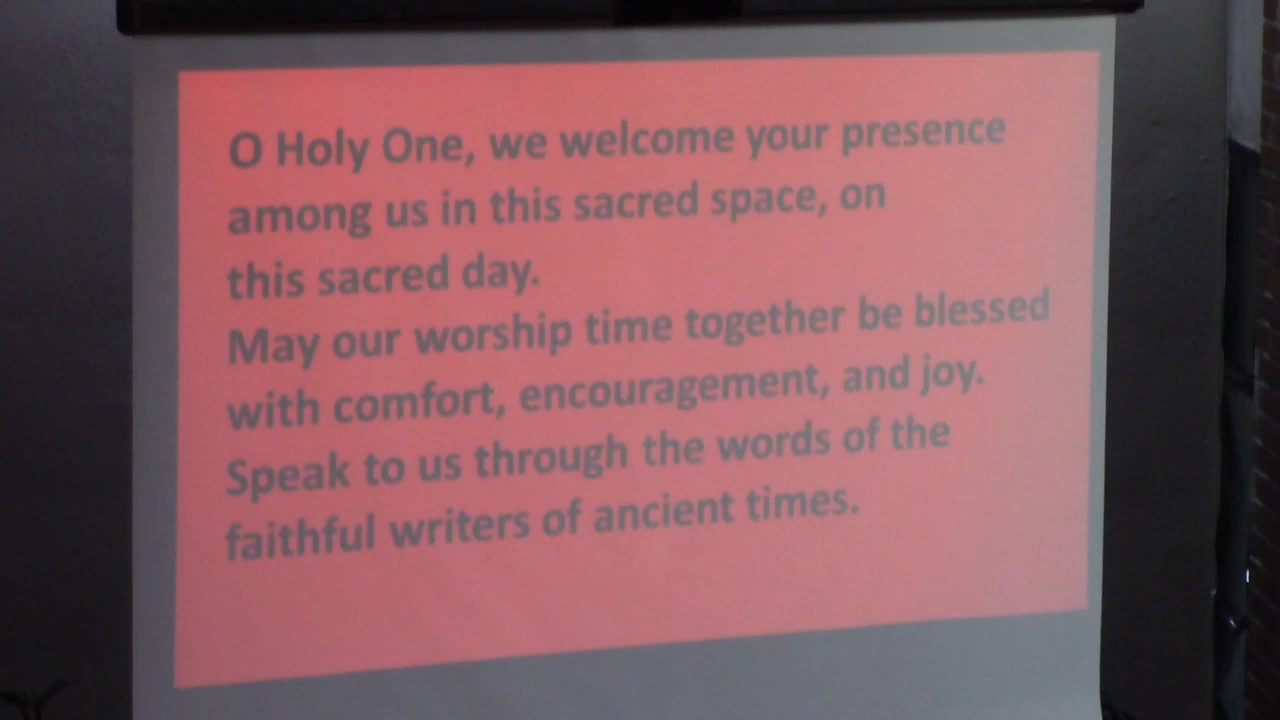 O Holy One, we welcome your presence
among us in this sacred space, on
this sacred day.
May our worship time together be blessed
with comfort, encouragement, and joy.
Speak to us through the words of the
faithful writers of ancient times.